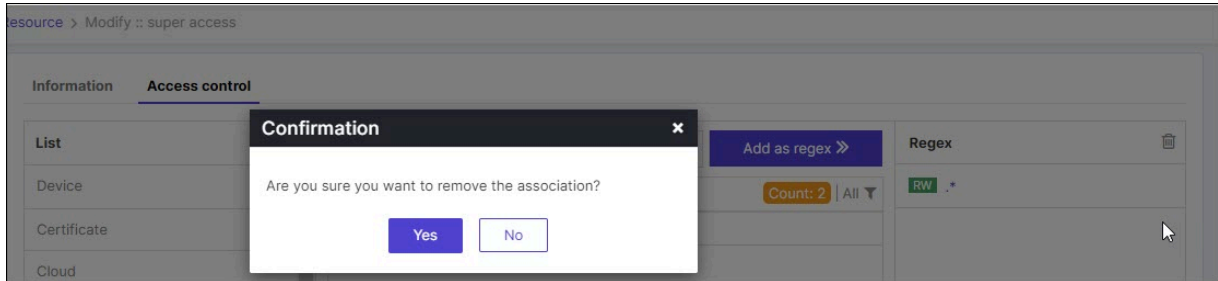 Resource > Modify :: super access
Information Access control
Confirmation ×
List Add as regex » Regex
Are you sure you want to remove the association?
Device Count: 2 | All RW .*
Certificate Yes No
Cloud